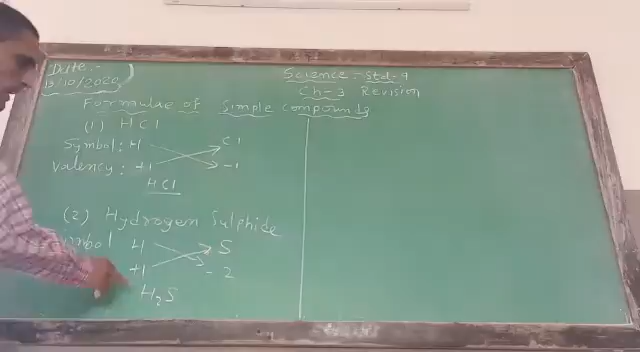 Date:-
13/10/2020
Science:- Std-9
Ch-3 Revision
Formulae of Simple Compounds
(1) HCl
Symbol: H Cl
Valency: +1 -1
HCl
(2) Hydrogen Sulphide
Symbol H S
+1 -2
H₂S